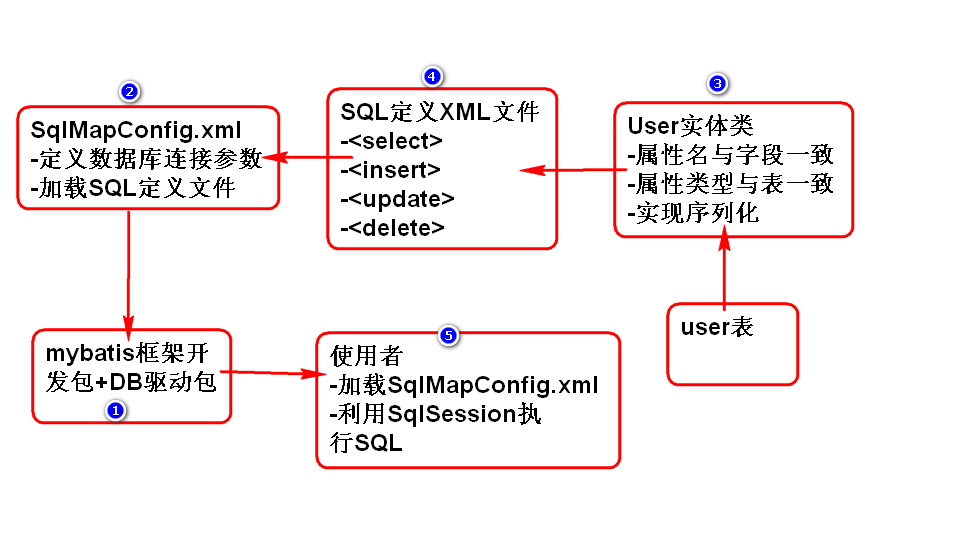 2
SqlMapConfig.xml
-定义数据库连接参数
-加载SQL定义文件
4
SQL定义XML文件
-<select>
-<insert>
-<update>
-<delete>
3
User实体类
-属性名与字段一致
-属性类型与表一致
-实现序列化
user表
mybatis框架开
发包+DB驱动包
1
5
使用者
-加载SqlMapConfig.xml
-利用SqlSession执
行SQL